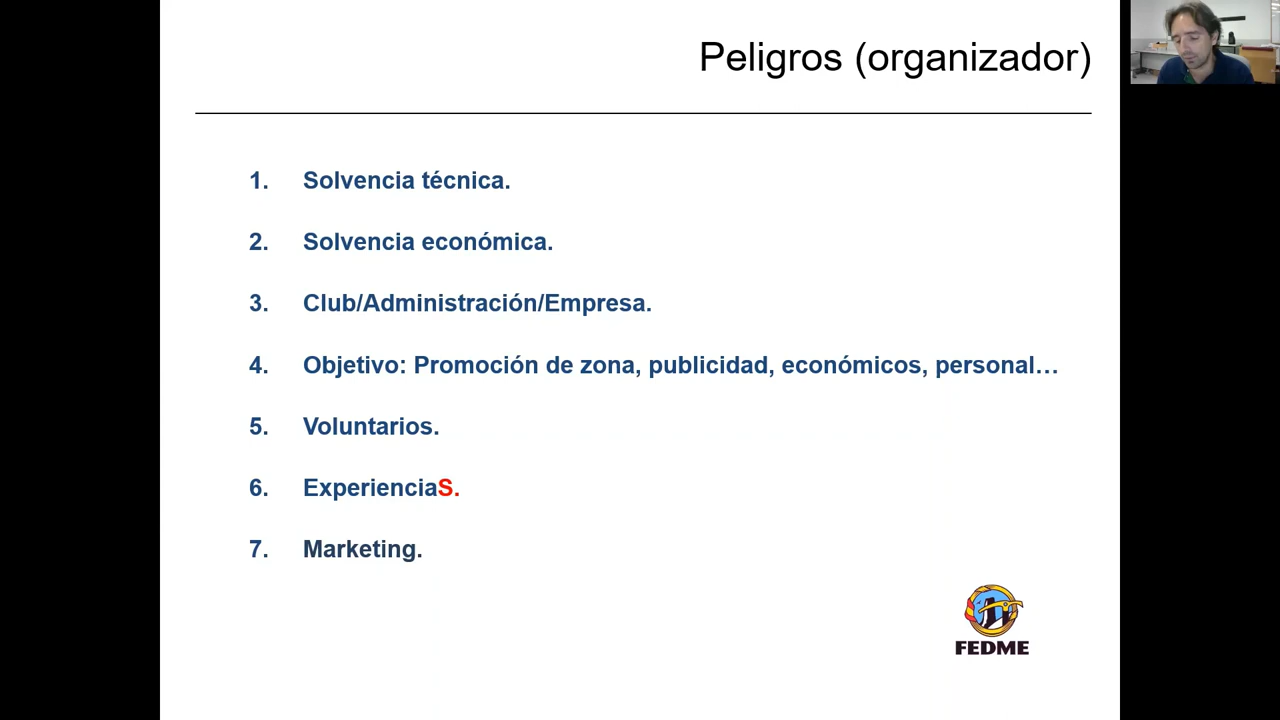 Peligros (organizador)
1. Solvencia técnica.
2. Solvencia económica.
3. Club/Administración/Empresa.
4. Objetivo: Promoción de zona, publicidad, económicos, personal…
5. Voluntarios.
6. ExperienciaS.
7. Marketing.
FEDME